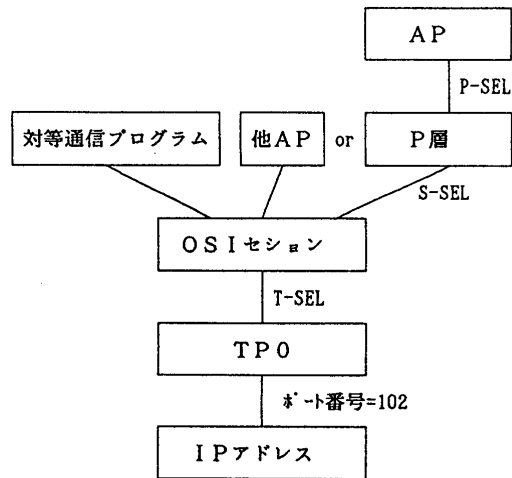 AP
P-SEL
対等通信プログラム
他AP
or
P層
S-SEL
OSIセション
T-SEL
TP0
ﾎﾟｰﾄ番号=102
IPアドレス